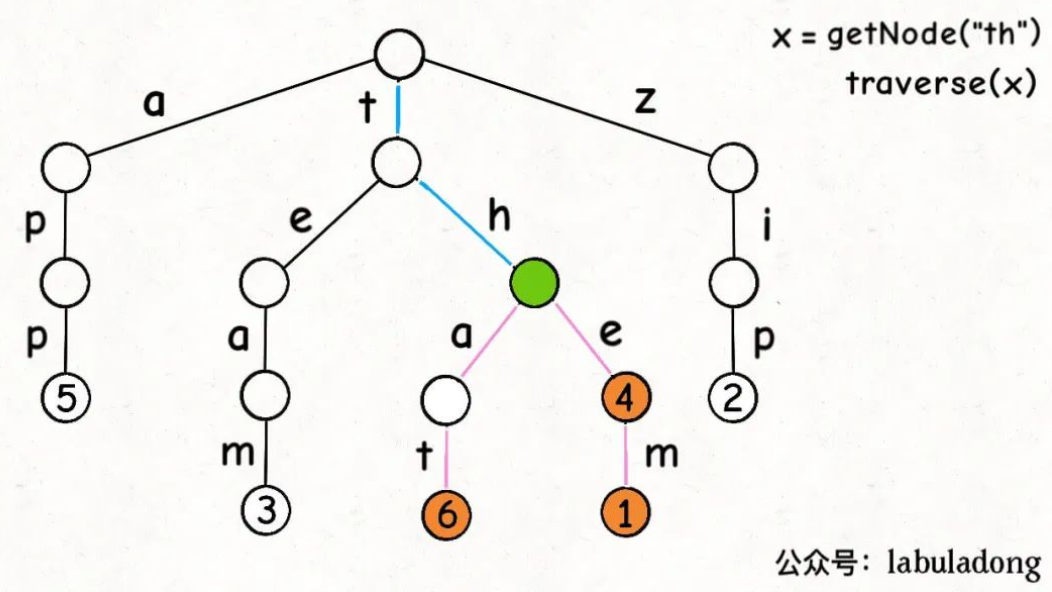 x = getNode("th")
traverse(x)
a
t
z
p
e
h
i
p
a
a
e
p
5
4
2
m
t
m
3
6
1
公众号：labuladong